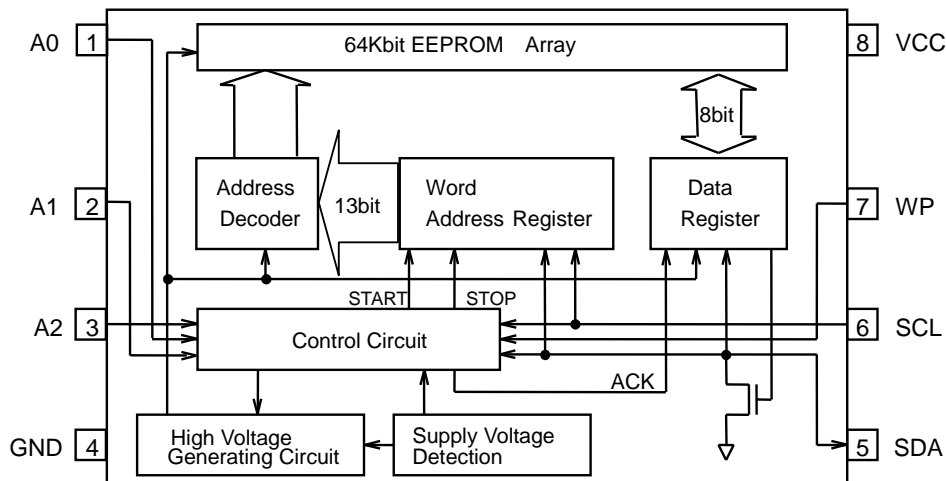 64Kbit EEPROM Array
A0 1
8 VCC
8bit
A1 2
Address
Decoder
13bit
Word
Address Register
Data
Register
7 WP
START
STOP
A2 3
Control Circuit
6 SCL
ACK
GND 4
High Voltage
Generating Circuit
Supply Voltage
Detection
5 SDA